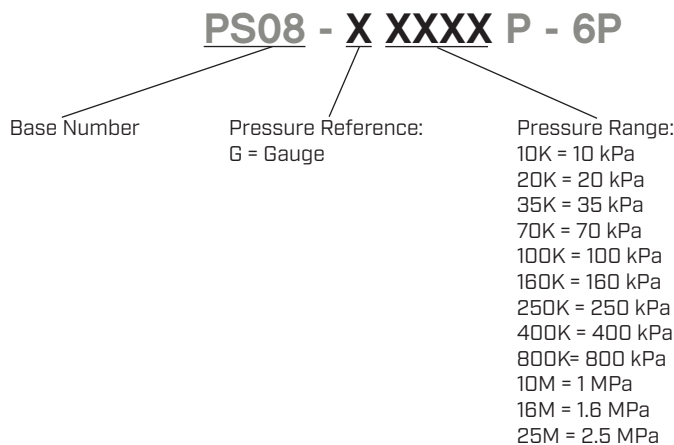 PS08 - X XXXX P - 6P
Base Number
Pressure Reference:
G = Gauge
Pressure Range:
10K = 10 kPa
20K = 20 kPa
35K = 35 kPa
70K = 70 kPa
100K = 100 kPa
160K = 160 kPa
250K = 250 kPa
400K = 400 kPa
800K= 800 kPa
10M = 1 MPa
16M = 1.6 MPa
25M = 2.5 MPa